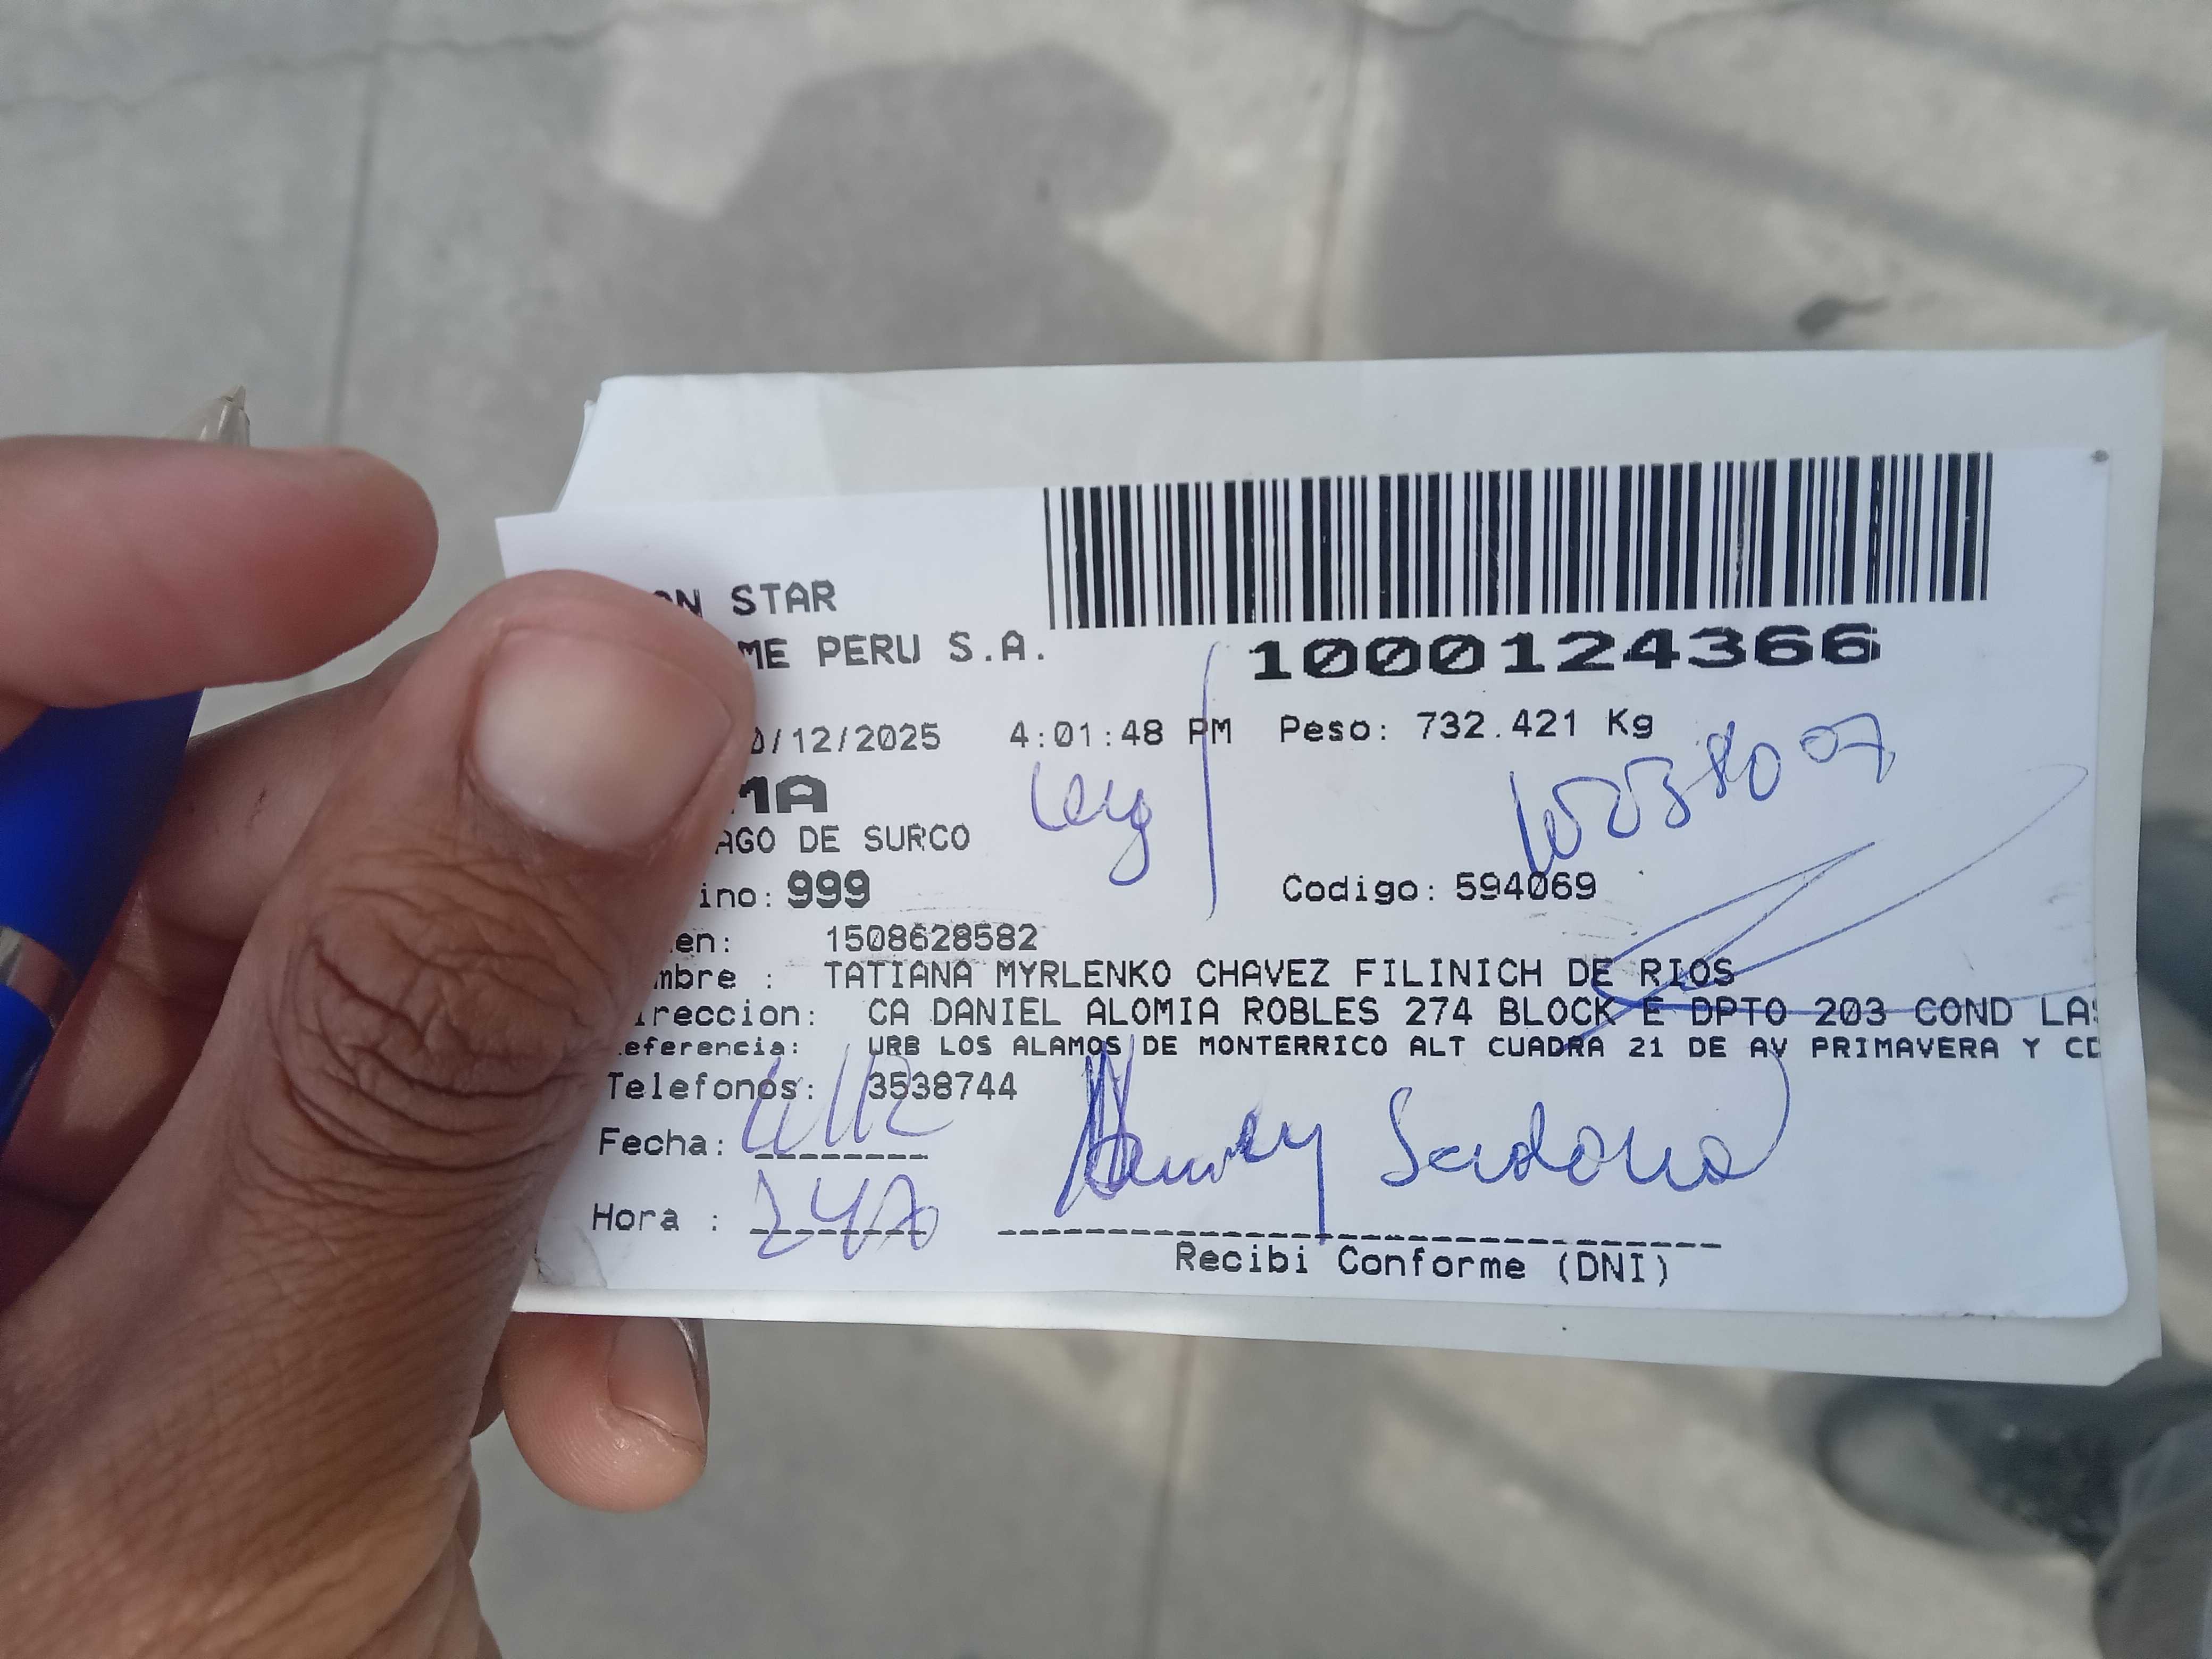 ON STAR
ME PERU S.A.
1000124366
0/12/2025 4:01:48 PM Peso: 732.421 Kg
MA
AGO DE SURCO
ino: 999 Codigo: 594069
en: 1508628582
mbre : TATIANA MYRLENKO CHAVEZ FILINICH DE RIOS
ireccion: CA DANIEL ALOMIA ROBLES 274 BLOCK E DPTO 203 COND LAS
eferencia: URB LOS ALAMOS DE MONTERRICO ALT CUADRA 21 DE AV PRIMAVERA Y CD
Telefonos: 3538744
Fecha:
Hora :
Recibi Conforme (DNI)